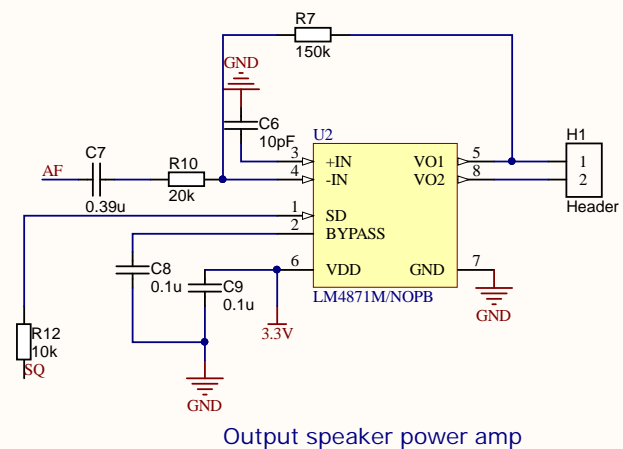 R7
150k
GND
C6
10pF
U2
C7
AF
0.39u
R10
20k
3 +IN VO1 5
4 -IN VO2 8
1 SD
2 BYPASS
6 VDD GND 7
LM4871M/NOPB
H1
1
2
Header
C8
0.1u
C9
0.1u
3.3V
GND
R12
10k
SQ
GND
Output speaker power amp